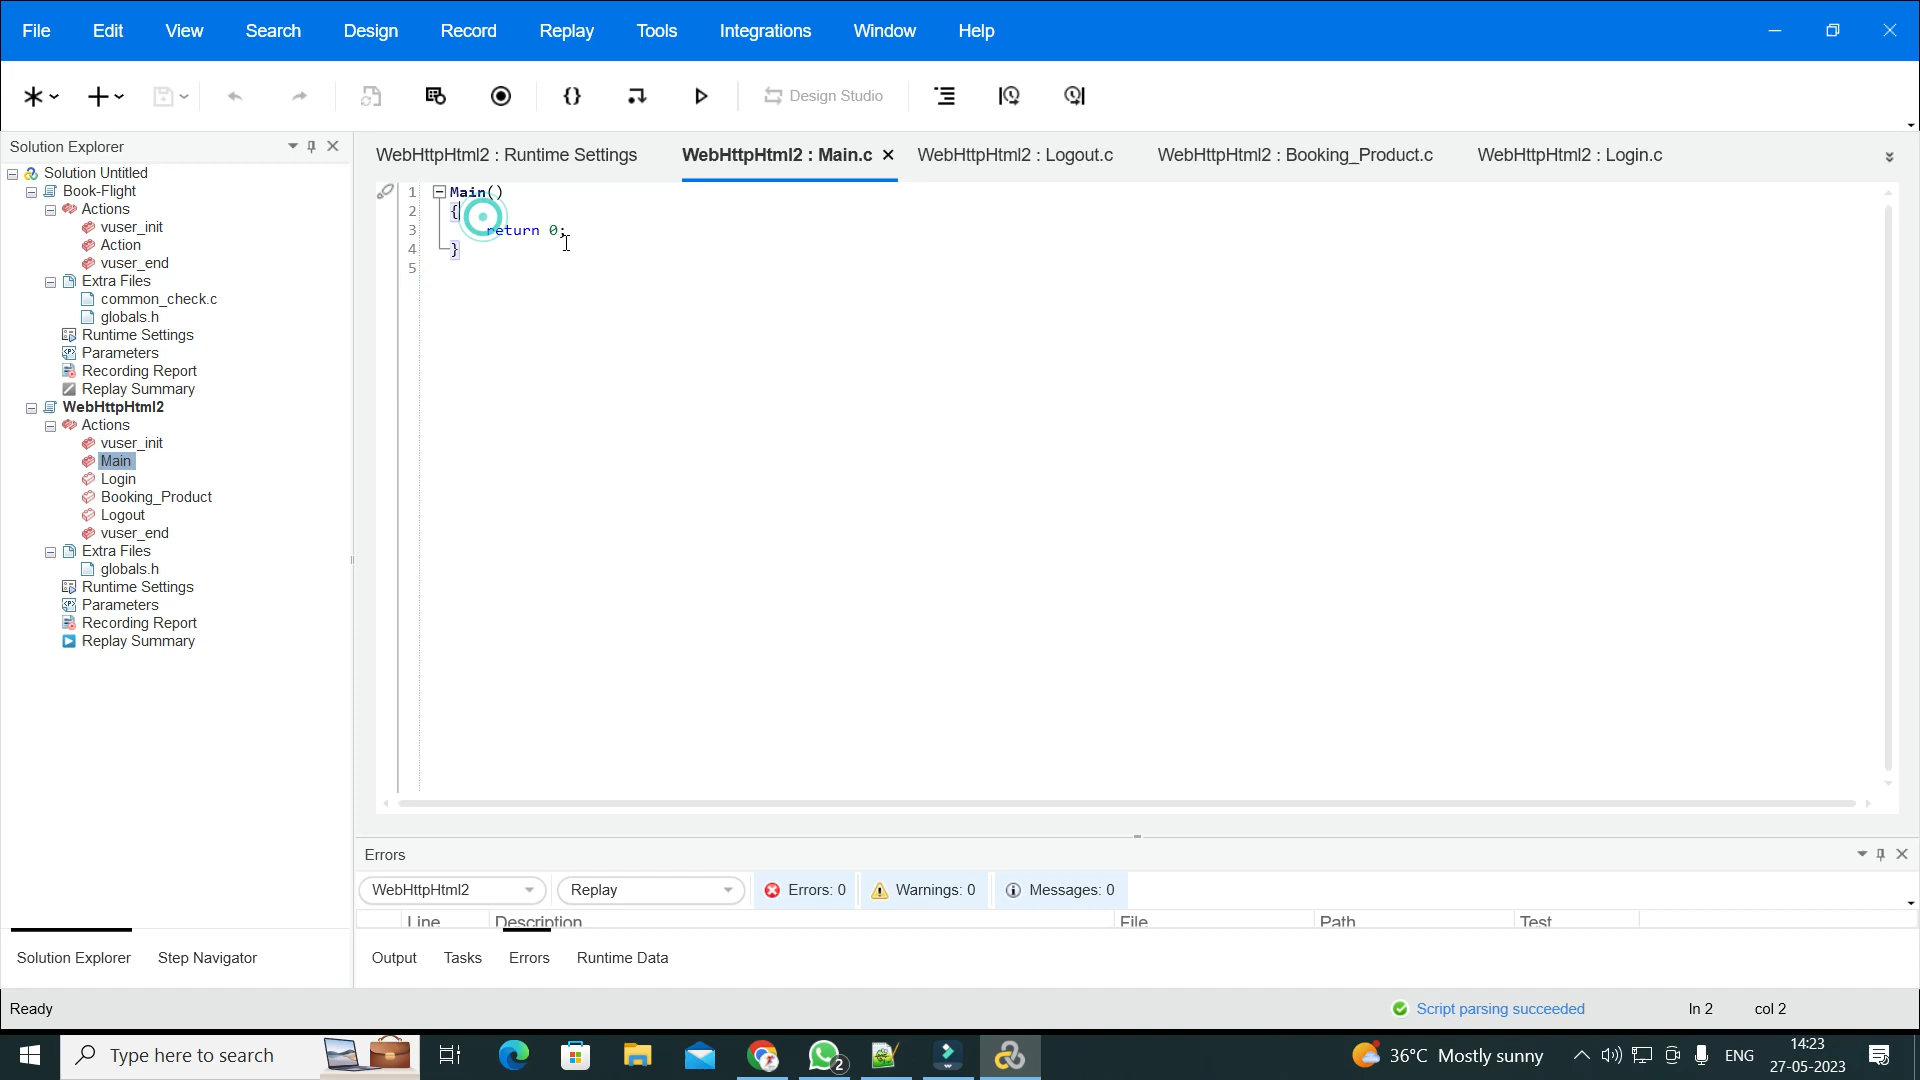 File Edit View Search Design Record Replay Tools Integrations Window Help
Design Studio
Solution Explorer
Solution Untitled
Book-Flight
Actions
vuser_init
Action
vuser_end
Extra Files
common_check.c
globals.h
Runtime Settings
Parameters
Recording Report
Replay Summary
WebHttpHtml2
Actions
vuser_init
Main
Login
Booking_Product
Logout
vuser_end
Extra Files
globals.h
Runtime Settings
Parameters
Recording Report
Replay Summary
Solution Explorer Step Navigator
WebHttpHtml2 : Runtime Settings WebHttpHtml2 : Main.c WebHttpHtml2 : Logout.c WebHttpHtml2 : Booking_Product.c WebHttpHtml2 : Login.c
1 Main()
2 {
3 return 0;
4 }
5
Errors
WebHttpHtml2 Replay Errors: 0 Warnings: 0 Messages: 0
Line Description File Path Test
Output Tasks Errors Runtime Data
Ready Script parsing succeeded ln 2 col 2
Type here to search 2 36°C Mostly sunny ENG 14:23
27-05-2023